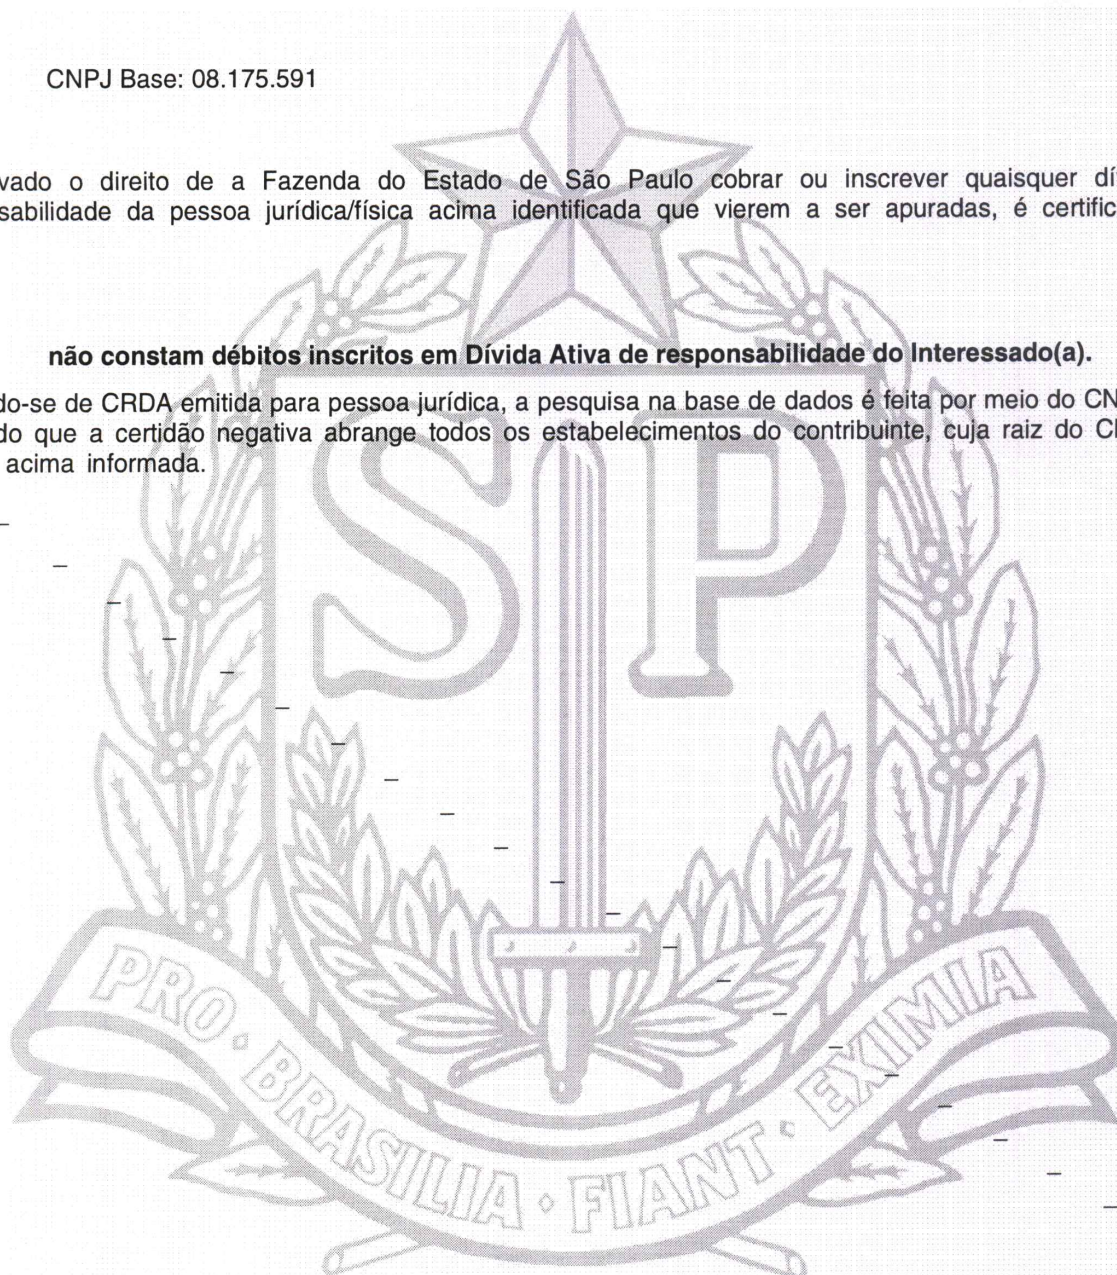 CNPJ Base: 08.175.591
vado o direito de a Fazenda do Estado de São Paulo cobrar ou inscrever quaisquer dí
sabilidade da pessoa jurídica/física acima identificada que vierem a ser apuradas, é certific
não constam débitos inscritos em Dívida Ativa de responsabilidade do Interessado(a).
do-se de CRDA emitida para pessoa jurídica, a pesquisa na base de dados é feita por meio do CN
do que a certidão negativa abrange todos os estabelecimentos do contribuinte, cuja raiz do C
acima informada.
SP
PRO · BRASILIA · FIANT · EXIMIA